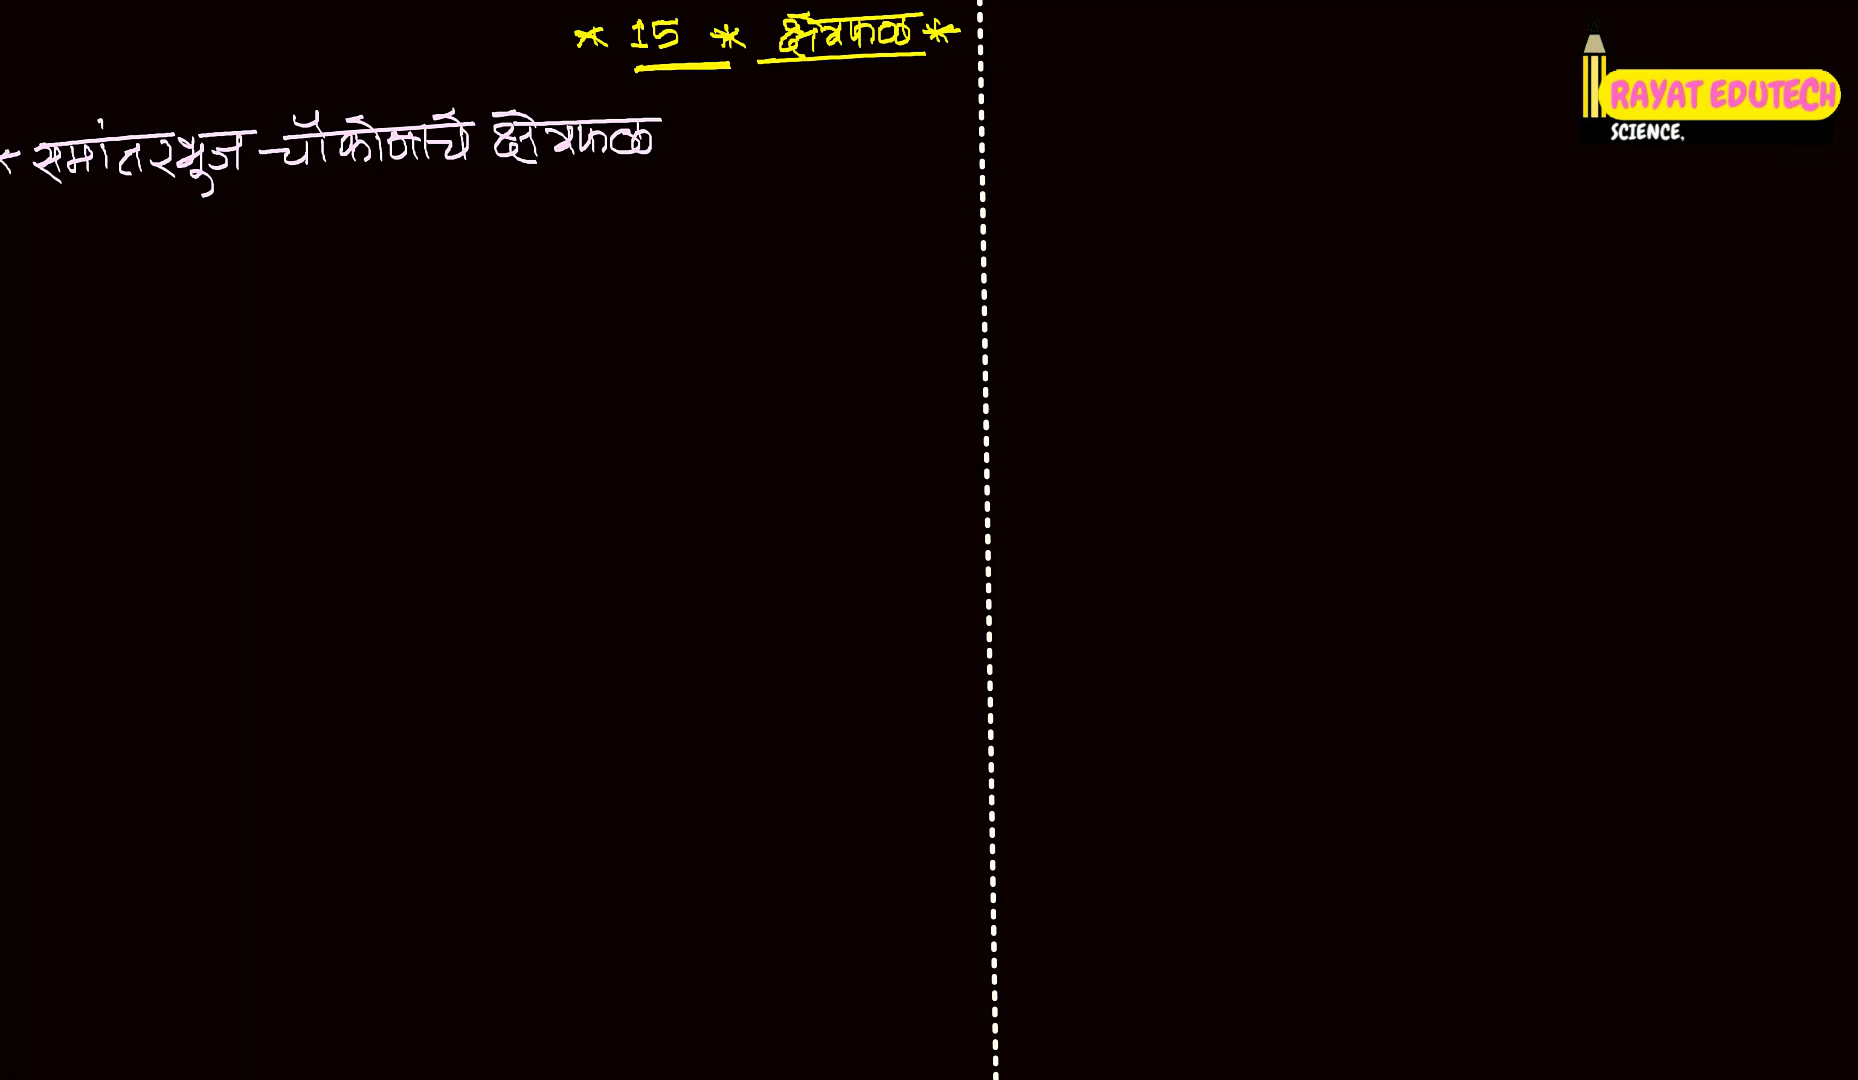 * 15 * क्षेत्रफळ *
* समांतरभुज चौकोनाचे क्षेत्रफळ
RAYAT EDUTECH
SCIENCE,